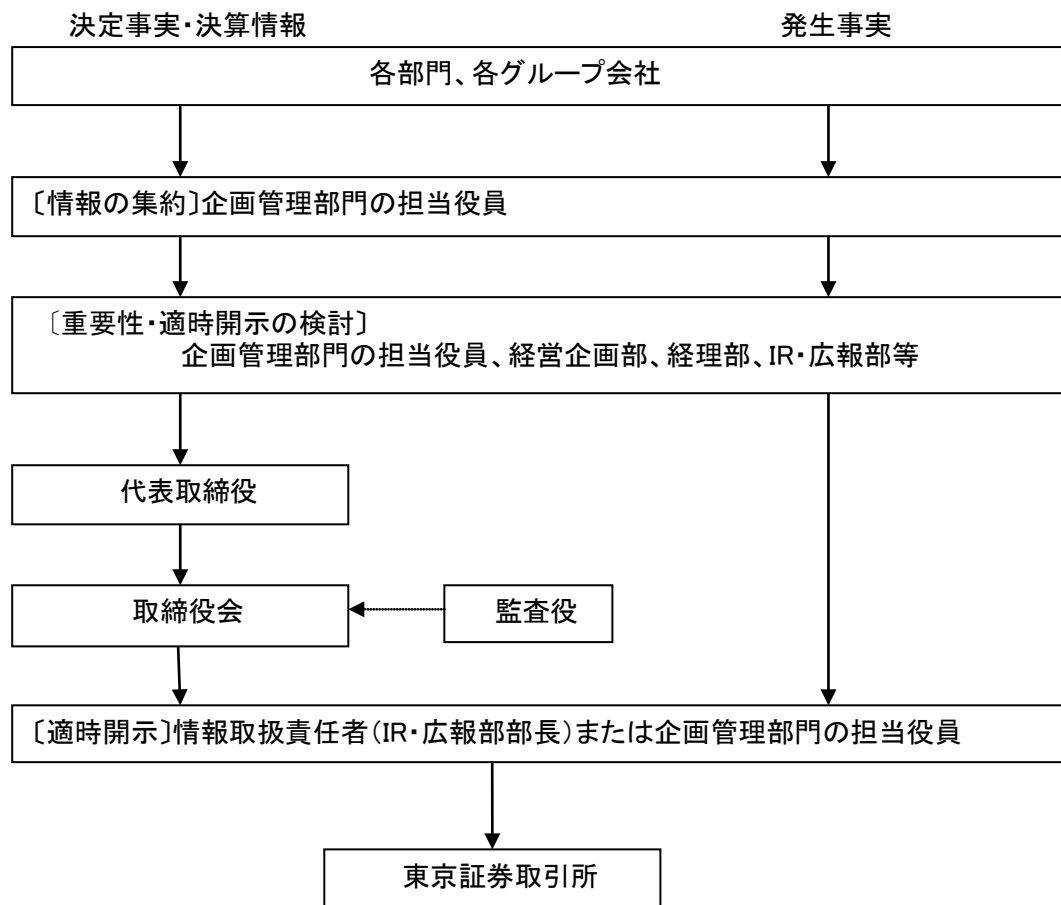 決定事実・決算情報
発生事実
各部門、各グループ会社
〔情報の集約〕企画管理部門の担当役員
〔重要性・適時開示の検討〕
企画管理部門の担当役員、経営企画部、経理部、IR・広報部等
代表取締役
取締役会
監査役
〔適時開示〕情報取扱責任者(IR・広報部部長)または企画管理部門の担当役員
東京証券取引所